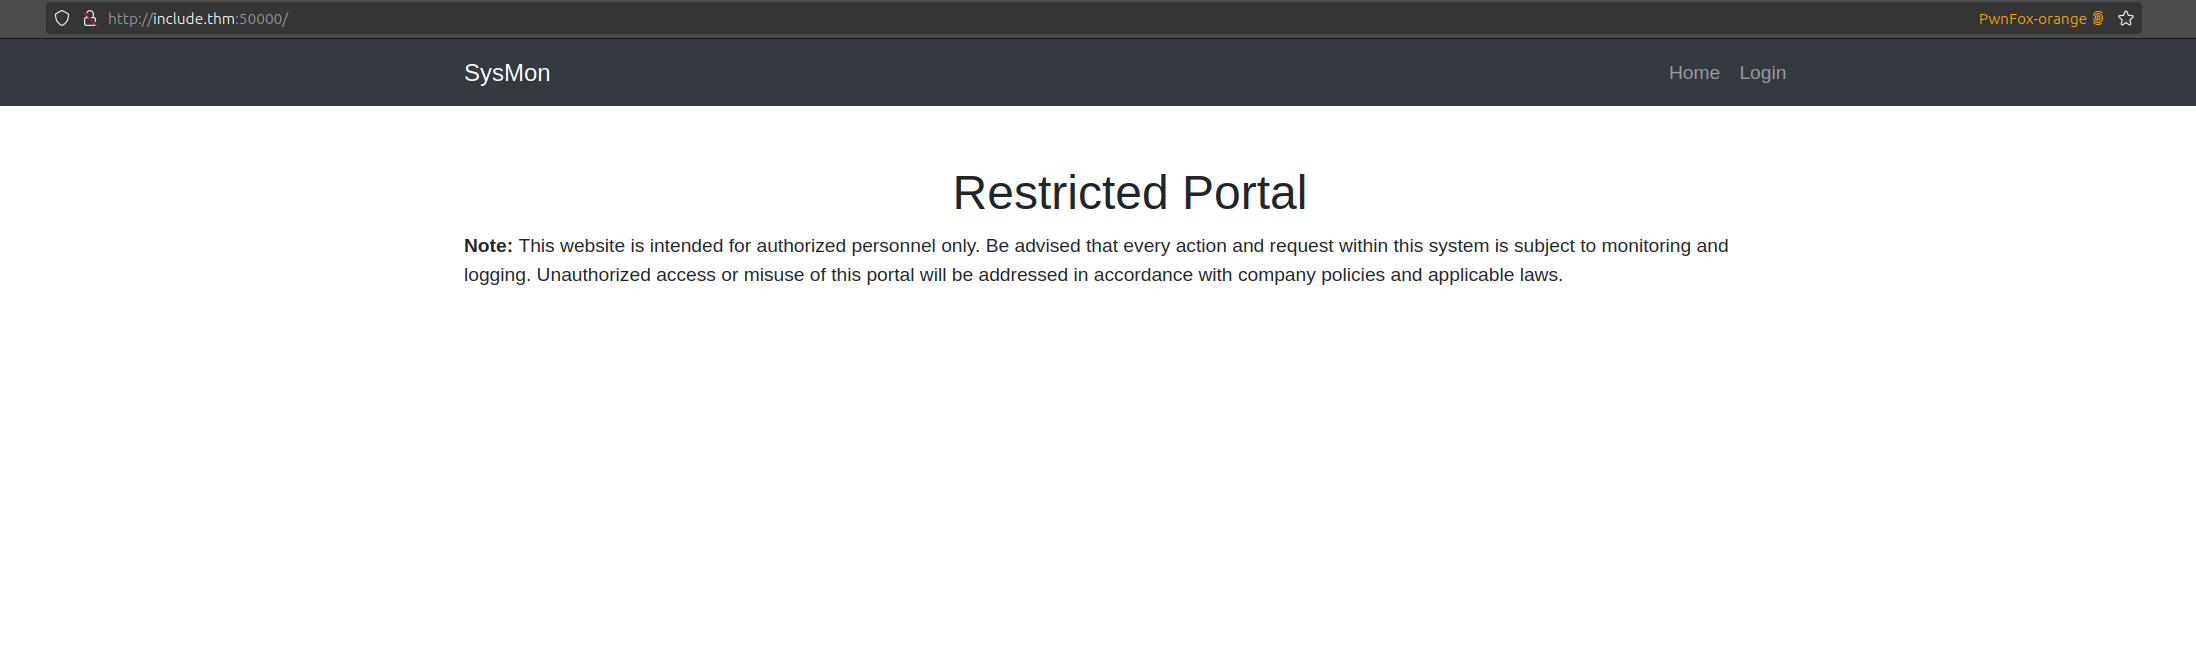 http://include.thm:50000/ PwnFox-orange
SysMon Home Login
Restricted Portal
Note: This website is intended for authorized personnel only. Be advised that every action and request within this system is subject to monitoring and
logging. Unauthorized access or misuse of this portal will be addressed in accordance with company policies and applicable laws.